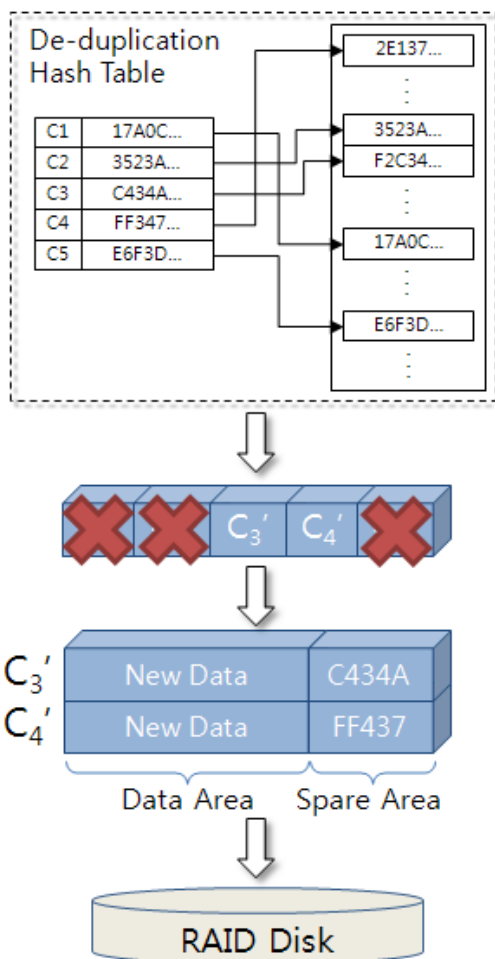 De-duplication
Hash Table
C1 17A0C...
C2 3523A...
C3 C434A...
C4 FF347...
C5 E6F3D...
2E137...
3523A...
F2C34...
17A0C...
E6F3D...
C3′ C4′
C3′ New Data C434A
C4′ New Data FF437
Data Area Spare Area
RAID Disk